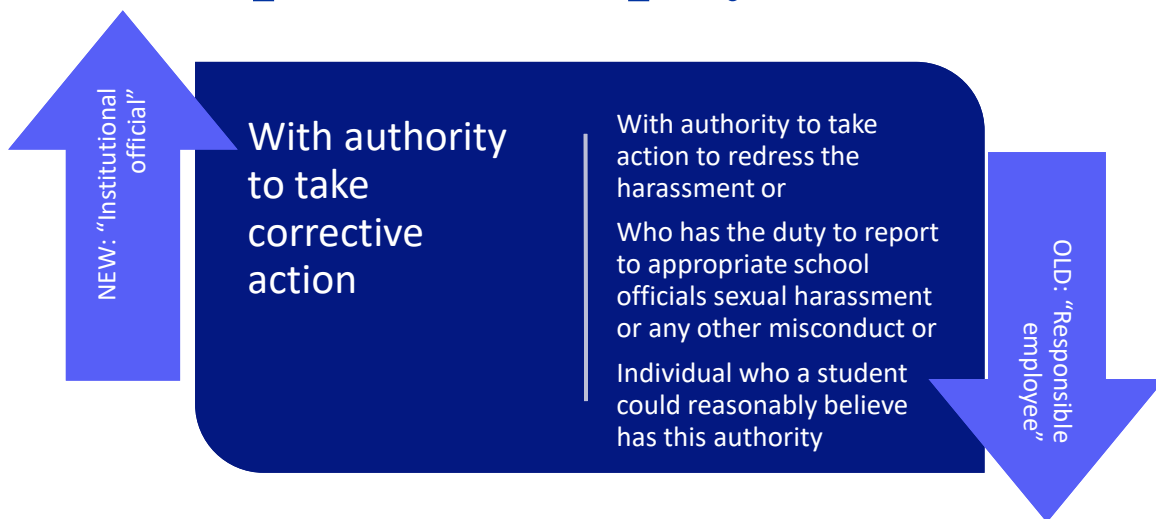 NEW: “Institutional
official”
With authority
to take
corrective
action
With authority to take
action to redress the
harassment or
Who has the duty to report
to appropriate school
officials sexual harassment
or any other misconduct or
Individual who a student
could reasonably believe
has this authority
OLD: “Responsible
employee”